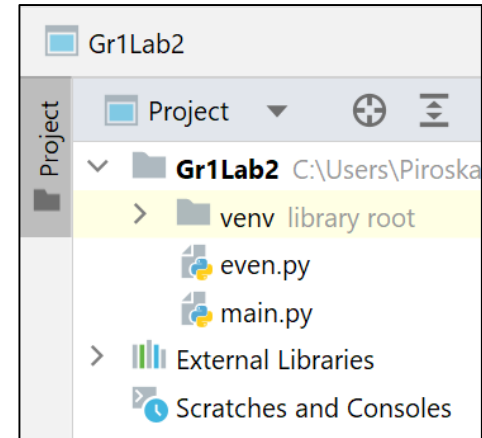 Gr1Lab2
Project
Project
Gr1Lab2 C:\Users\Piroska
venv library root
even.py
main.py
External Libraries
Scratches and Consoles